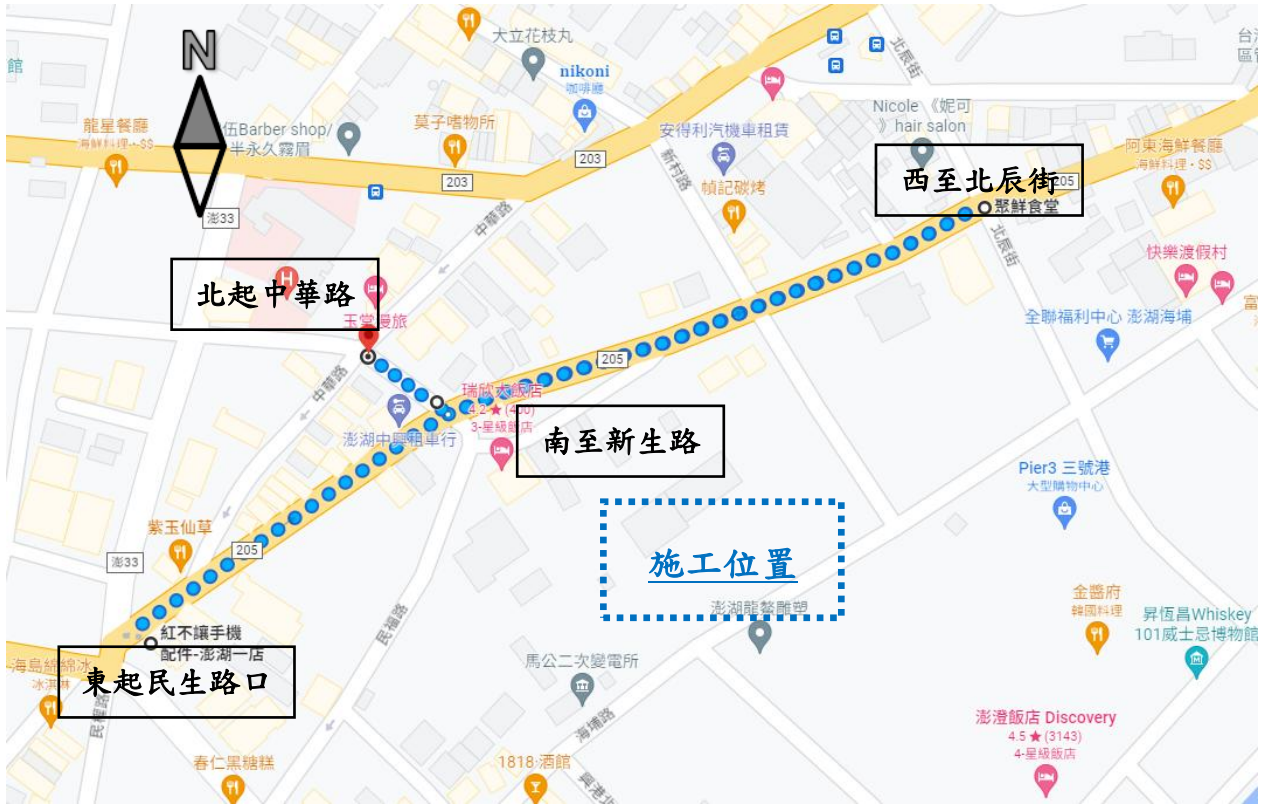 N
大立花枝丸
館
nikoni
咖啡廳
北辰街
龍星餐廳
海鮮料理·$$
伍Barber shop/
半永久霧眉
莫子嗜物所
安得利汽機車租賃
Nicole《妮可
》hair salon
阿東海鮮餐廳
海鮮料理·$$
203
203
新村路
幀記碳烤
西至北辰街
205
聚鮮食堂
澎33
中華路
北辰街
快樂渡假村
北起中華路
H
玉堂漫旅
全聯福利中心 澎湖海埔
富
205
中華路
瑞欣大飯店
4.2★(400)
3-星級飯店
澎湖中興租車行
南至新生路
Pier3 三號港
大型購物中心
紫玉仙草
205
澎33
施工位置
金醬府
韓國料理
澎湖龍鰲雕塑
昇恆昌Whiskey
101威士忌博物館
民福路
紅不讓手機
配件-澎湖一店
海島綿綿冰
冰淇淋
東起民生路口
馬公二次變電所
民權路
海埔路
澎澄飯店 Discovery
4.5★(3143)
4-星級飯店
春仁黑糖糕
1818·酒館
興港北